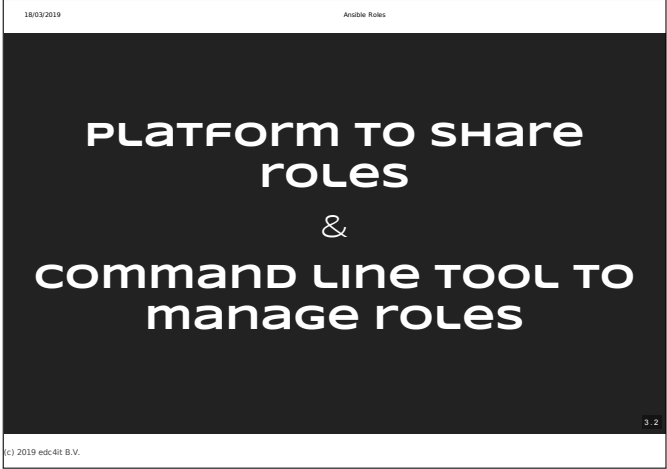 18/03/2019 Ansible Roles
PLATFORM TO SHARE
ROLES
&
COMMAND LINE TOOL TO
MANAGE ROLES
3.2
(c) 2019 edc4it B.V.